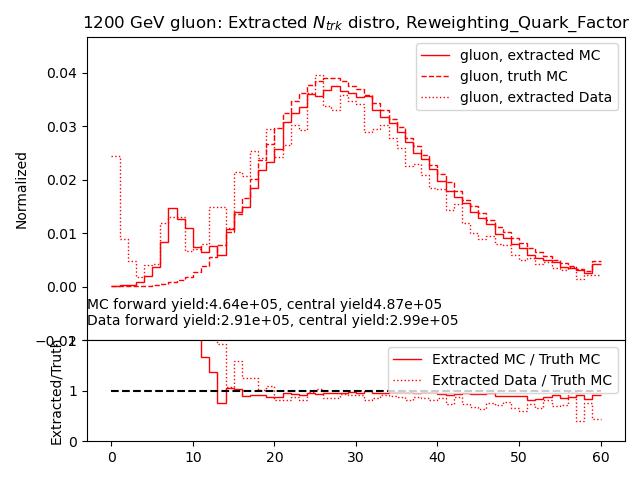 1200 GeV gluon: Extracted N_trk distro, Reweighting_Quark_Factor
gluon, extracted MC
gluon, truth MC
gluon, extracted Data
Normalized
0.04
0.03
0.02
0.01
0.00
−0.01
MC forward yield:4.64e+05, central yield4.87e+05
Data forward yield:2.91e+05, central yield:2.99e+05
Extracted/Truth
2
1
0
Extracted MC / Truth MC
Extracted Data / Truth MC
0 10 20 30 40 50 60